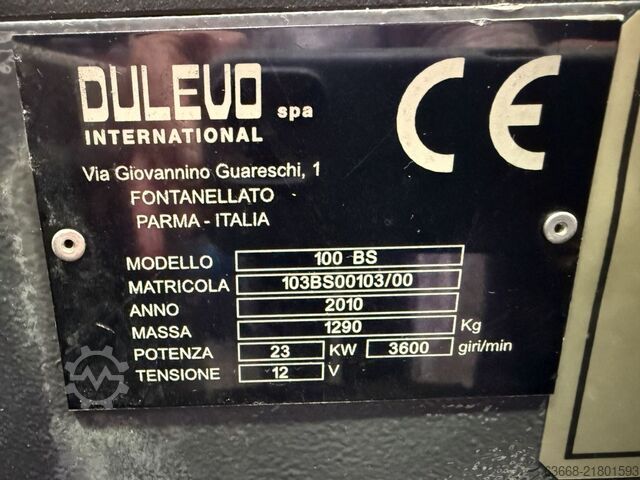 DULEVO spa
INTERNATIONAL
CE
Via Giovannino Guareschi, 1
FONTANELLATO
PARMA - ITALIA
MODELLO 100 BS
MATRICOLA 103BS00103/00
ANNO 2010
MASSA 1290 Kg
POTENZA 23 KW 3600 giri/min
TENSIONE 12 V
63668-21801593